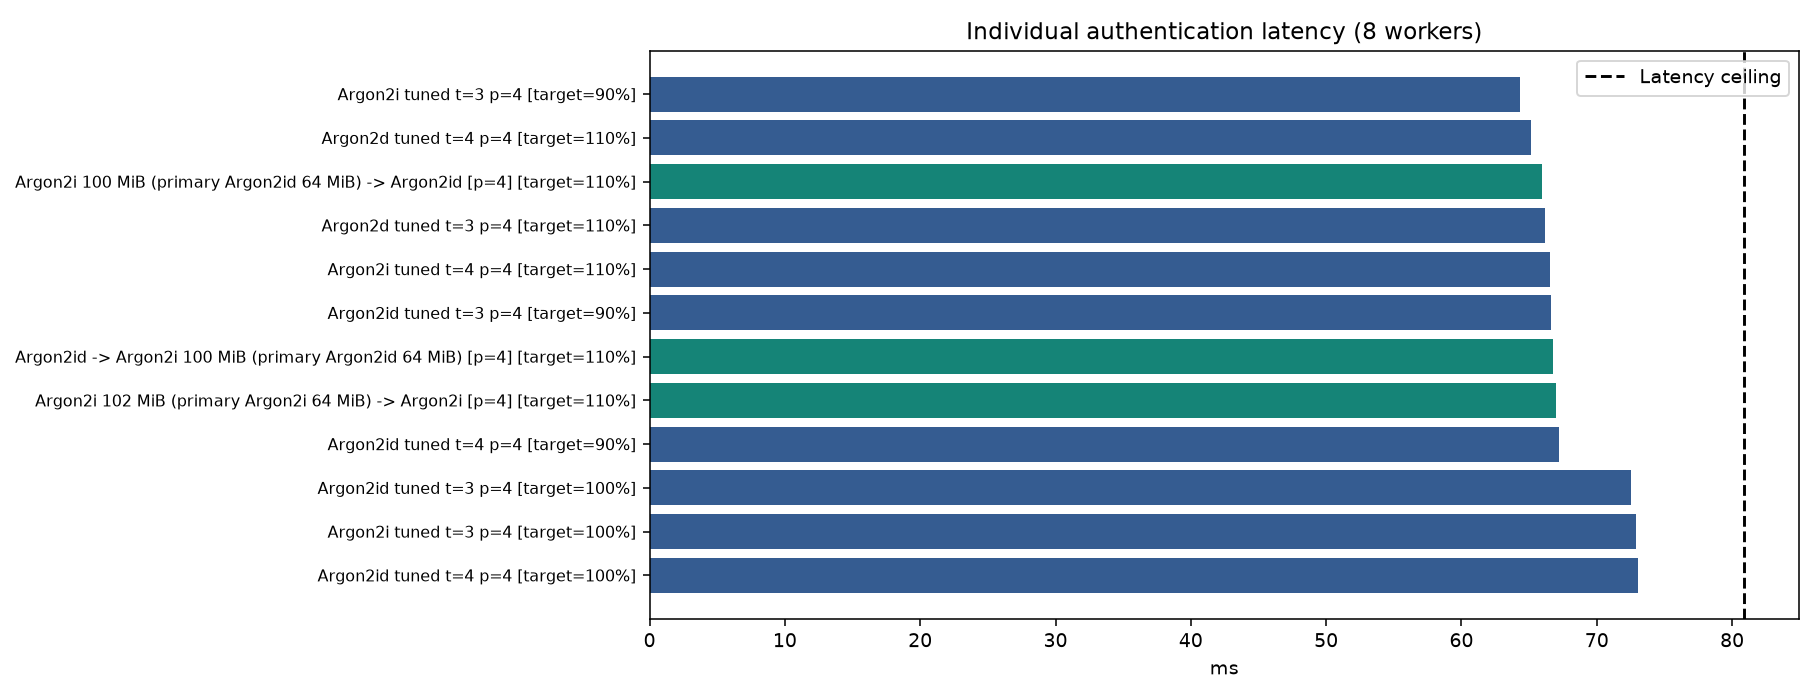 Individual authentication latency (8 workers)
Latency ceiling
Argon2i tuned t=3 p=4 [target=90%]
Argon2d tuned t=4 p=4 [target=110%]
Argon2i 100 MiB (primary Argon2id 64 MiB) -> Argon2id [p=4] [target=110%]
Argon2d tuned t=3 p=4 [target=110%]
Argon2i tuned t=4 p=4 [target=110%]
Argon2id tuned t=3 p=4 [target=90%]
Argon2id -> Argon2i 100 MiB (primary Argon2id 64 MiB) [p=4] [target=110%]
Argon2i 102 MiB (primary Argon2i 64 MiB) -> Argon2i [p=4] [target=110%]
Argon2id tuned t=4 p=4 [target=90%]
Argon2id tuned t=3 p=4 [target=100%]
Argon2i tuned t=3 p=4 [target=100%]
Argon2id tuned t=4 p=4 [target=100%]
0 10 20 30 40 50 60 70 80
ms